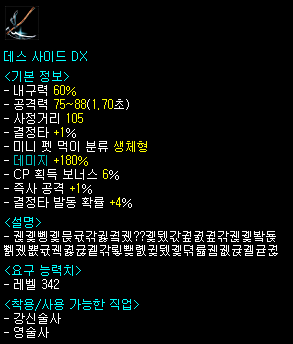 데스 사이드 DX
<기본 정보>
- 내구력 60%
- 공격력 75~88(1,70초)
- 사정거리 105
- 결정타 +1%
- 미니 펫 먹이 분류 생체형
- 데미지 +180%
- CP 획득 보너스 6%
- 즉사 공격 +1%
- 결정타 발동 확률 +4%
<설명>
<요구 능력치>
- 레벨 342
<착용/사용 가능한 직업>
- 강신술사
- 영술사